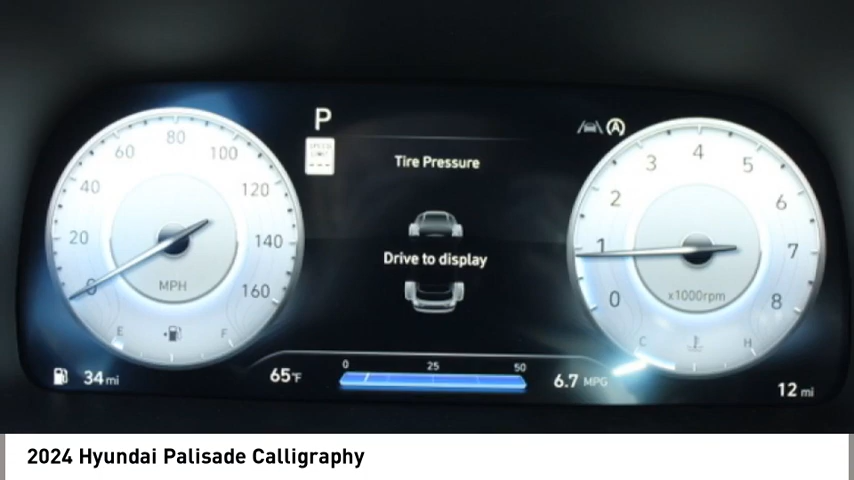 P
SPEED
LIMIT
---
Tire Pressure
Drive to display
0 20 40 60 80 100 120 140 160
MPH
E F
A
0 1 2 3 4 5 6 7 8
x1000rpm
C H
34 mi
65°F
0 25 50
6.7 MPG
12 mi
2024 Hyundai Palisade Calligraphy